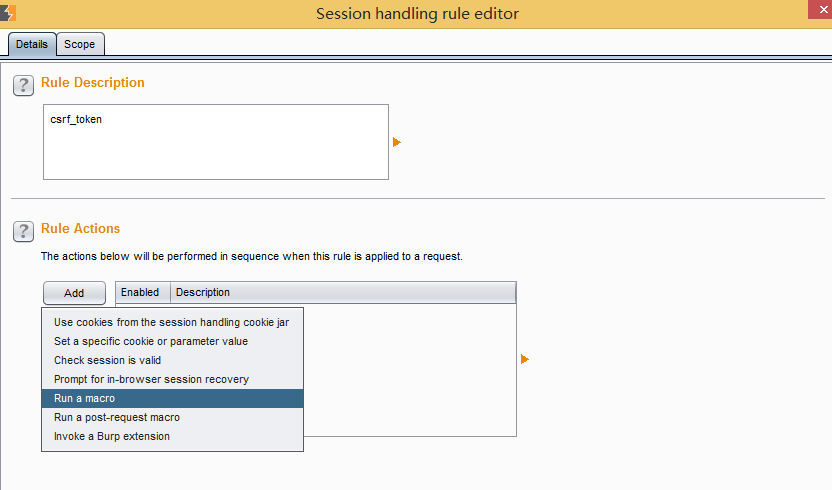 Session handling rule editor
Details Scope
? Rule Description
csrf_token
? Rule Actions
The actions below will be performed in sequence when this rule is applied to a request.
Add Enabled Description
Use cookies from the session handling cookie jar
Set a specific cookie or parameter value
Check session is valid
Prompt for in-browser session recovery
Run a macro
Run a post-request macro
Invoke a Burp extension